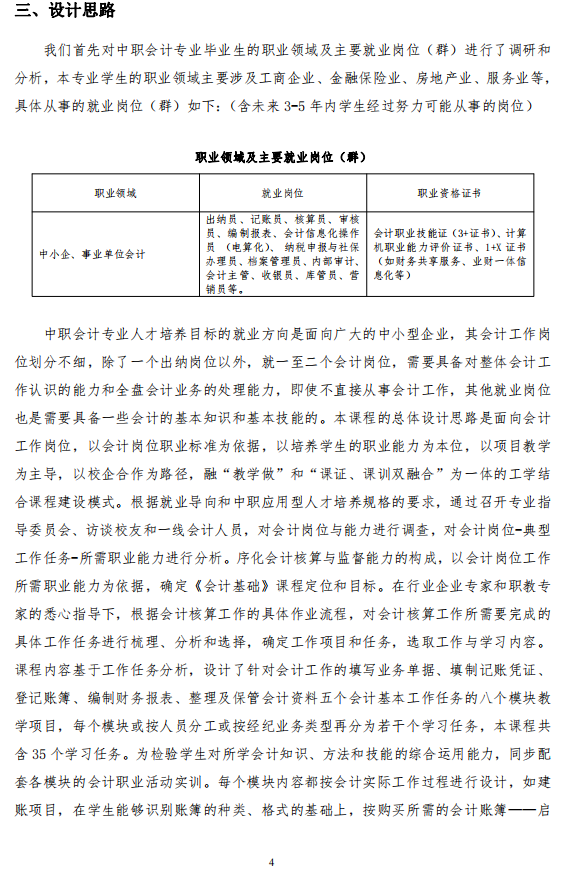 三、设计思路
我们首先对中职会计专业毕业生的职业领域及主要就业岗位（群）进行了调研和
分析，本专业学生的职业领域主要涉及工商企业、金融保险业、房地产业、服务业等，
具体从事的就业岗位（群）如下：（含未来 3-5 年内学生经过努力可能从事的岗位）
职业领域及主要就业岗位（群）
职业领域
就业岗位
职业资格证书
中小企、事业单位会计
出纳员、记账员、核算员、审核
员、编制报表、会计信息化操作
员 （电算化）、 纳税申报与社保
办理员、档案管理员、内部审计、
会计主管、收银员、库管员、营
销员等。
会计职业技能证（3+证书）、计算
机职业能力评价证书、1+X 证书
（如财务共享服务、业财一体信
息化等）
中职会计专业人才培养目标的就业方向是面向广大的中小型企业，其会计工作岗
位划分不细，除了一个出纳岗位以外，就一至二个会计岗位，需要具备对整体会计工
作认识的能力和全盘会计业务的处理能力，即使不直接从事会计工作，其他就业岗位
也是需要具备一些会计的基本知识和基本技能的。本课程的总体设计思路是面向会计
工作岗位，以会计岗位职业标准为依据，以培养学生的职业能力为本位，以项目教学
为主导，以校企合作为路径，融“教学做”和“课证、课训双融合”为一体的工学结
合课程建设模式。根据就业导向和中职应用型人才培养规格的要求，通过召开专业指
导委员会、访谈校友和一线会计人员，对会计岗位与能力进行调查，对会计岗位-典型
工作任务-所需职业能力进行分析。序化会计核算与监督能力的构成，以会计岗位工作
所需职业能力为依据，确定《会计基础》课程定位和目标。在行业企业专家和职教专
家的悉心指导下，根据会计核算工作的具体作业流程，对会计核算工作所需要完成的
具体工作任务进行梳理、分析和选择，确定工作项目和任务，选取工作与学习内容。
课程内容基于工作任务分析，设计了针对会计工作的填写业务单据、填制记账凭证、
登记账簿、编制财务报表、整理及保管会计资料五个会计基本工作任务的八个模块教
学项目，每个模块或按人员分工或按经纪业务类型再分为若干个学习任务，本课程共
含 35 个学习任务。为检验学生对所学会计知识、方法和技能的综合运用能力，同步配
套各模块的会计职业活动实训。每个模块内容都按会计实际工作过程进行设计，如建
账项目，在学生能够识别账簿的种类、格式的基础上，按购买所需的会计账簿——启
4